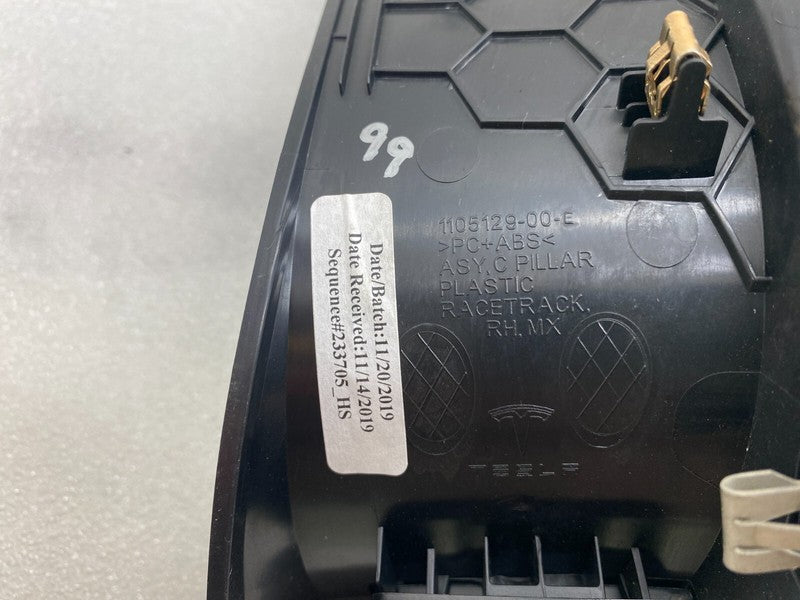 99
1105129-00-E
>PC+ABS<
ASY, C PILLAR
PLASTIC
RACETRACK,
RH, MX
TESLA
Date/Batch:11/20/2019
Date Received:11/14/2019
Sequence#233705_HS